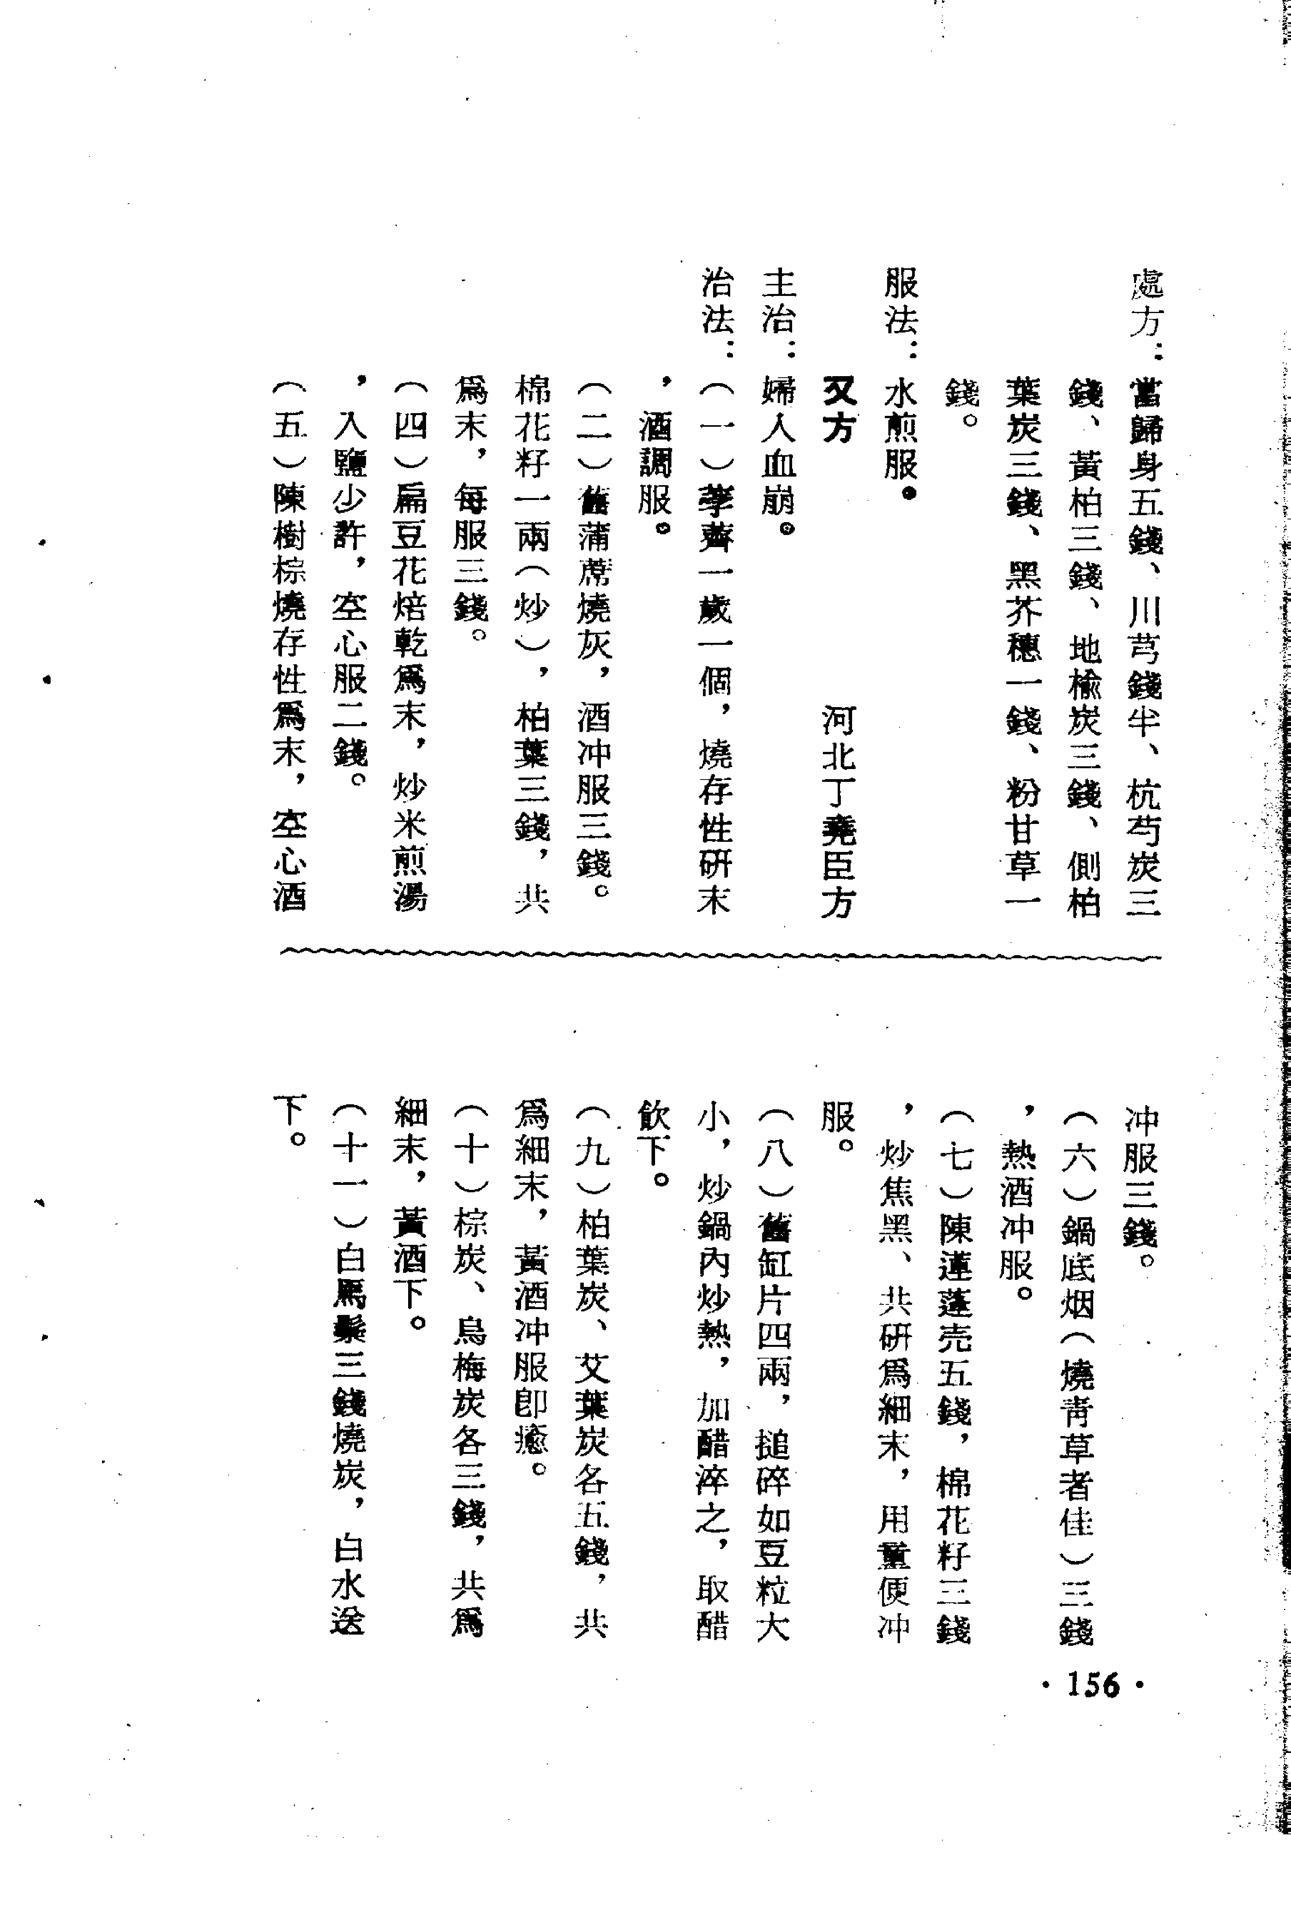 處方：當歸身五錢、川芎錢半、杭芍炭三
錢、黃柏三錢、地楡炭三錢、側柏
葉炭三錢、黑芥穗一錢、粉甘草一
錢。
服法：水煎服。
又方　河北丁堯臣方
主治：婦人血崩。
治法：（一）荸薺一歲一個，燒存性研末
，酒調服。
（二）舊蒲蓆燒灰，酒冲服三錢。
棉花籽一兩（炒），柏葉三錢，共
爲末，每服三錢。
（四）扁豆花焙乾爲末，炒米煎湯
，入鹽少許，空心服二錢。
（五）陳樹棕燒存性爲末，空心酒
冲服三錢。
（六）鍋底烟（燒靑草者佳）三錢
，熱酒冲服。
（七）陳蓮蓬壳五錢，棉花籽三錢
，炒焦黑、共研爲細末，用童便冲
服。
（八）舊缸片四兩，搥碎如豆粒大
小，炒鍋內炒熱，加醋淬之，取醋
飮下。
（九）柏葉炭、艾葉炭各五錢，共
爲細末，黃酒冲服卽癒。
（十）棕炭、烏梅炭各三錢，共爲
細末，黃酒下。
（十一）白馬鬃三錢燒炭，白水送
下。
·156·